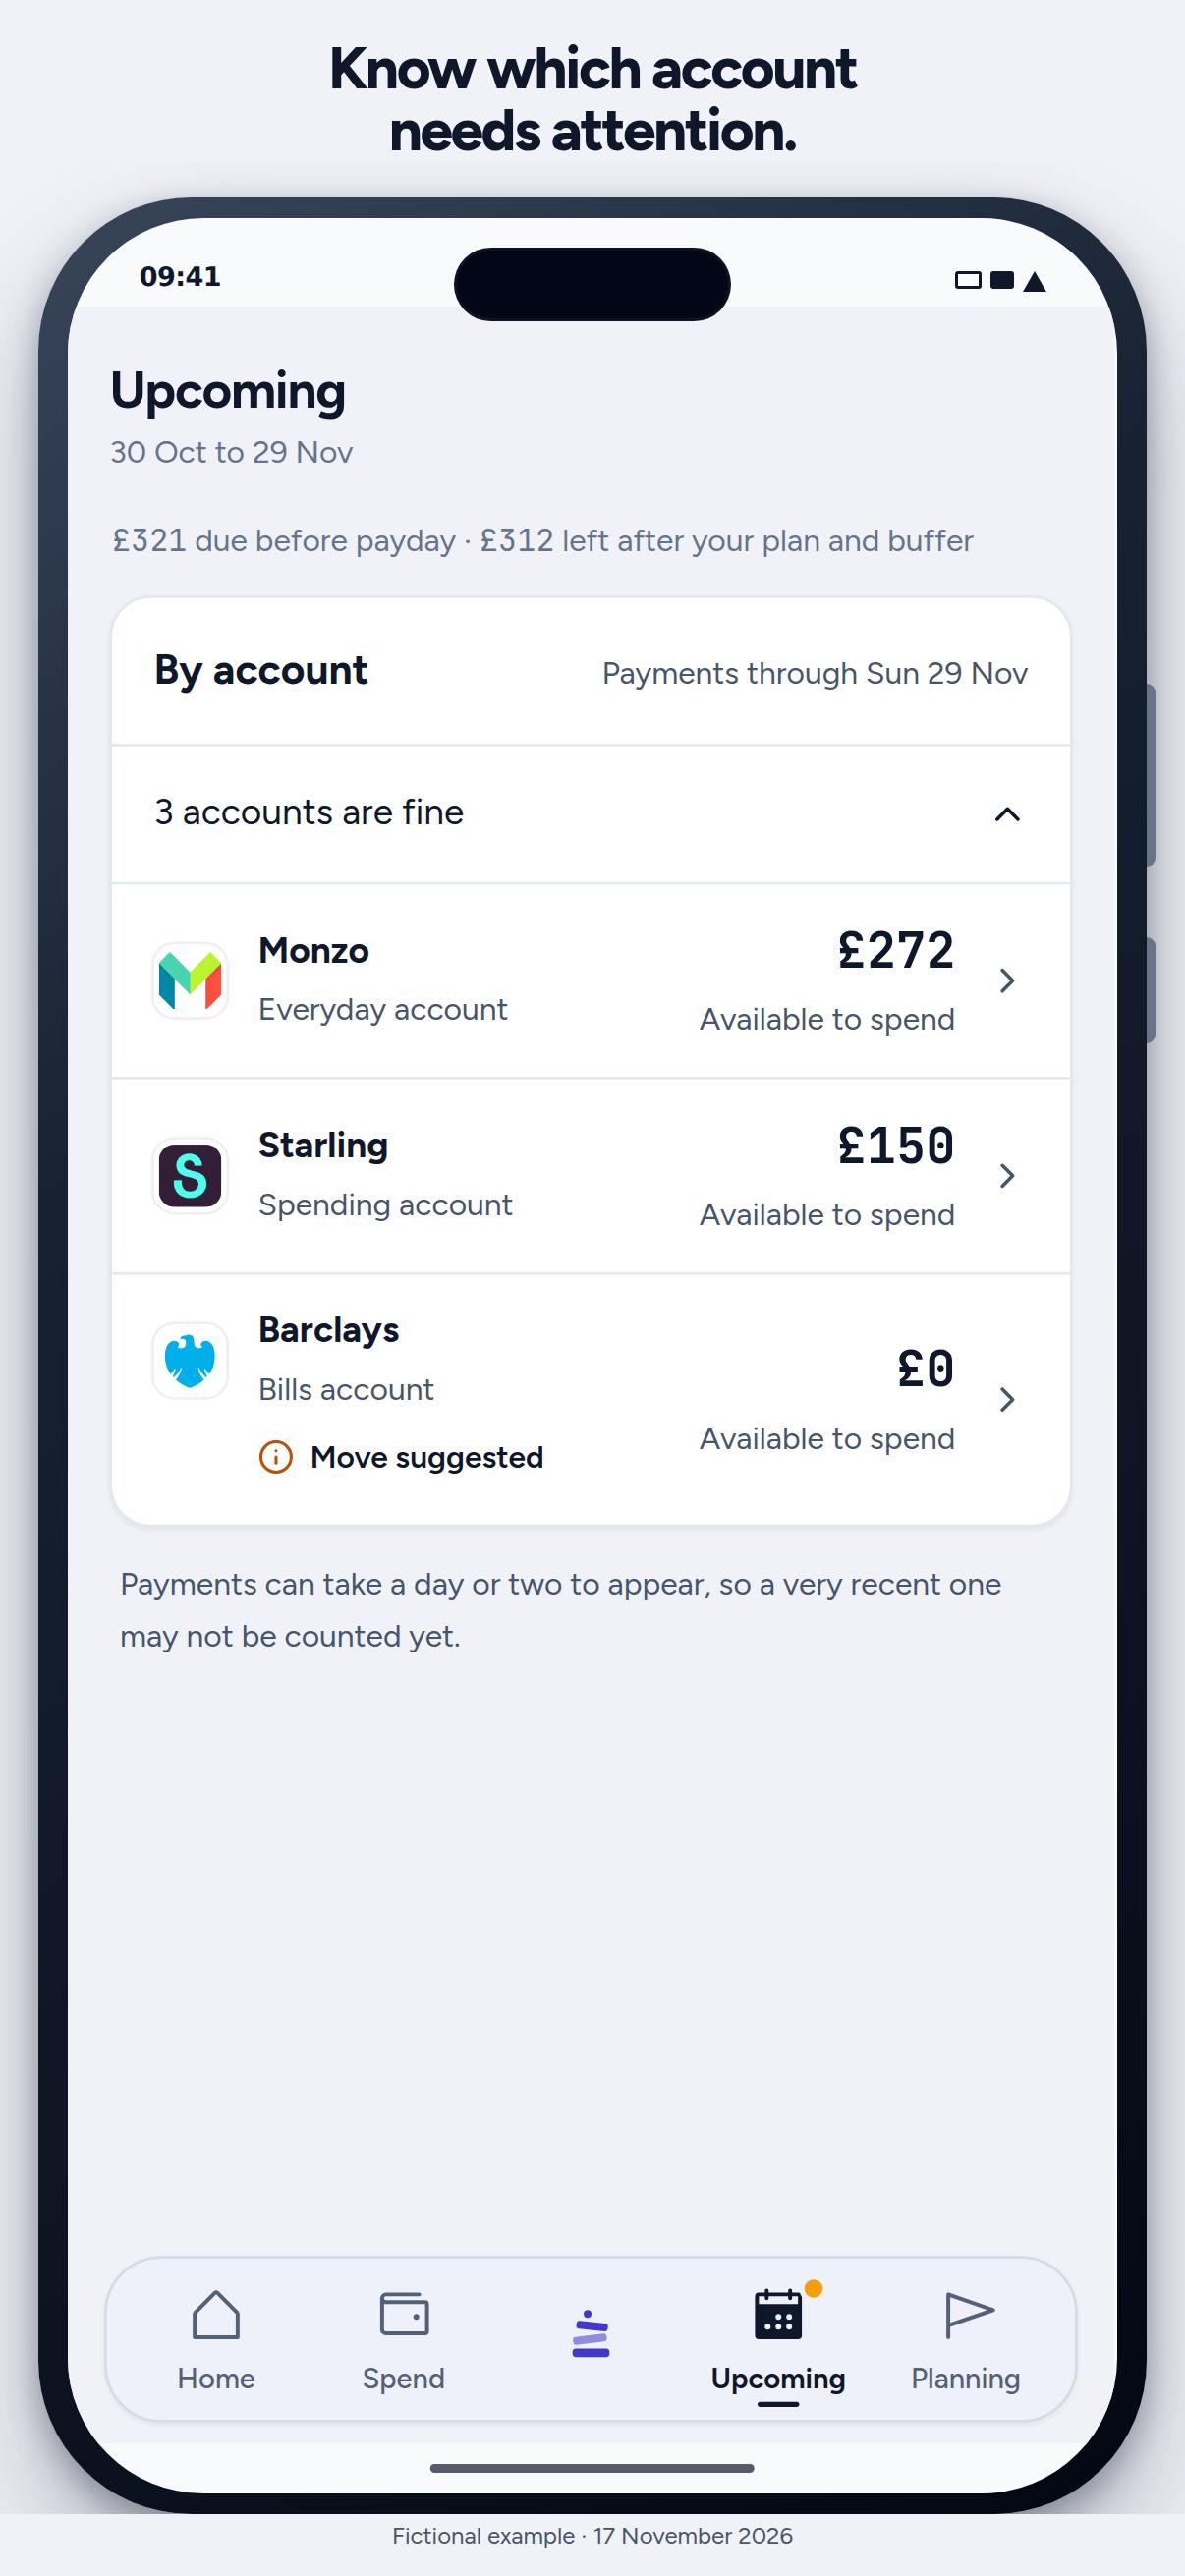 Know which account
needs attention.
09:41
Upcoming
30 Oct to 29 Nov
£321 due before payday · £312 left after your plan and buffer
By account
Payments through Sun 29 Nov
3 accounts are fine
Monzo
£272
Everyday account
Available to spend
Starling
£150
Spending account
Available to spend
Barclays
£0
Bills account
Available to spend
Move suggested
Payments can take a day or two to appear, so a very recent one
may not be counted yet.
Home
Spend
Upcoming
Planning
Fictional example · 17 November 2026